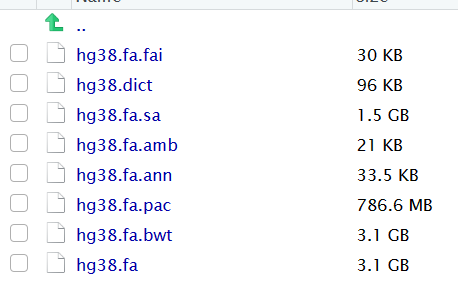 Name Size
..
hg38.fa.fai 30 KB
hg38.dict 96 KB
hg38.fa.sa 1.5 GB
hg38.fa.amb 21 KB
hg38.fa.ann 33.5 KB
hg38.fa.pac 786.6 MB
hg38.fa.bwt 3.1 GB
hg38.fa 3.1 GB